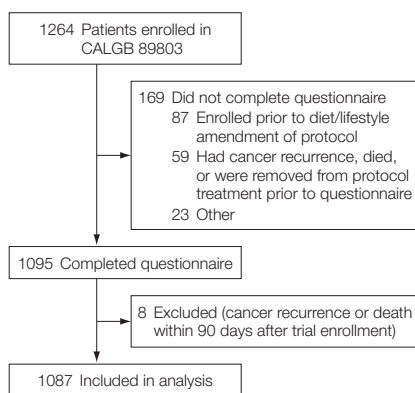 1264 Patients enrolled in
CALGB 89803
169 Did not complete questionnaire
87 Enrolled prior to diet/lifestyle
amendment of protocol
59 Had cancer recurrence, died,
or were removed from protocol
treatment prior to questionnaire
23 Other
1095 Completed questionnaire
8 Excluded (cancer recurrence or death
within 90 days after trial enrollment)
1087 Included in analysis